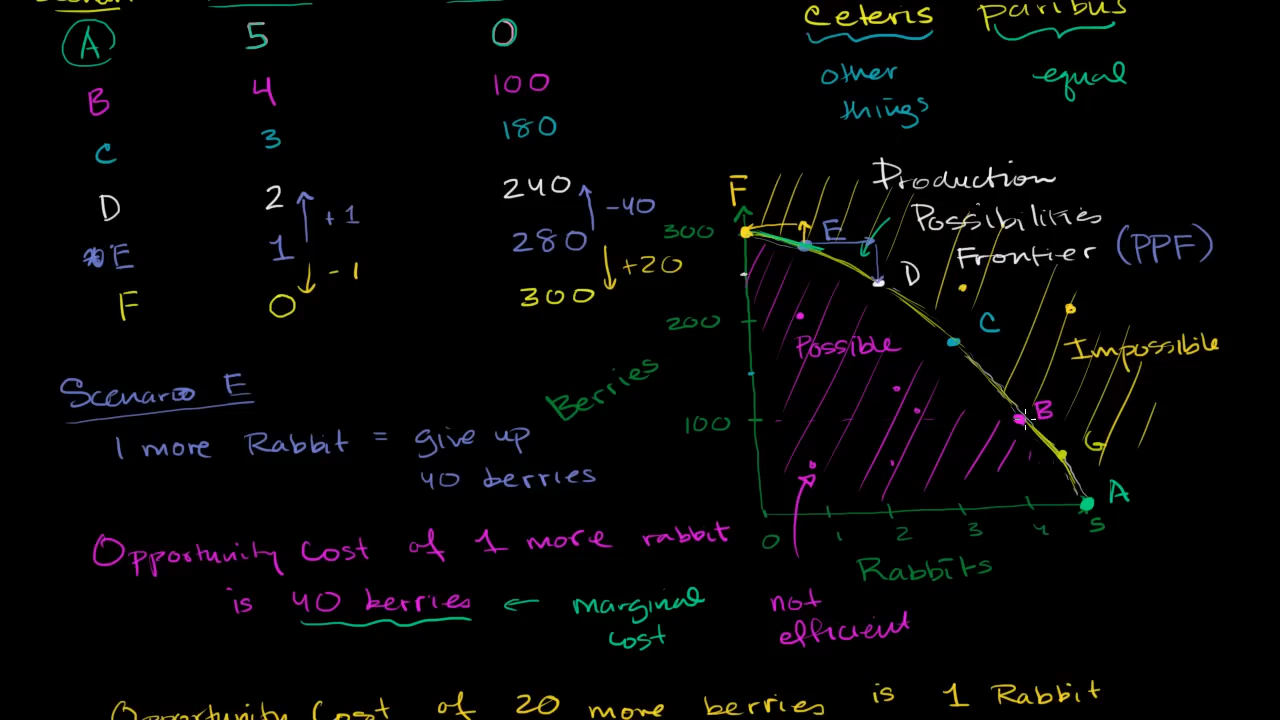 A 5 0
B 4 100
C 3 180
D 2 240
+1 -40
E 1 280
-1 +20
F 0 300
Ceteris paribus
other equal
things
Scenario E
1 more Rabbit = give up
40 berries
Opportunity Cost of 1 more rabbit
is 40 berries ← marginal
cost
Opportunity Cost of 20 more berries is 1 Rabbit
Production
Possibilities
Frontier (PPF)
F
300
E
D
200
C
Possible
Impossible
Berries
100
B
G
A
0 1 2 3 4 5
Rabbits
not
efficient